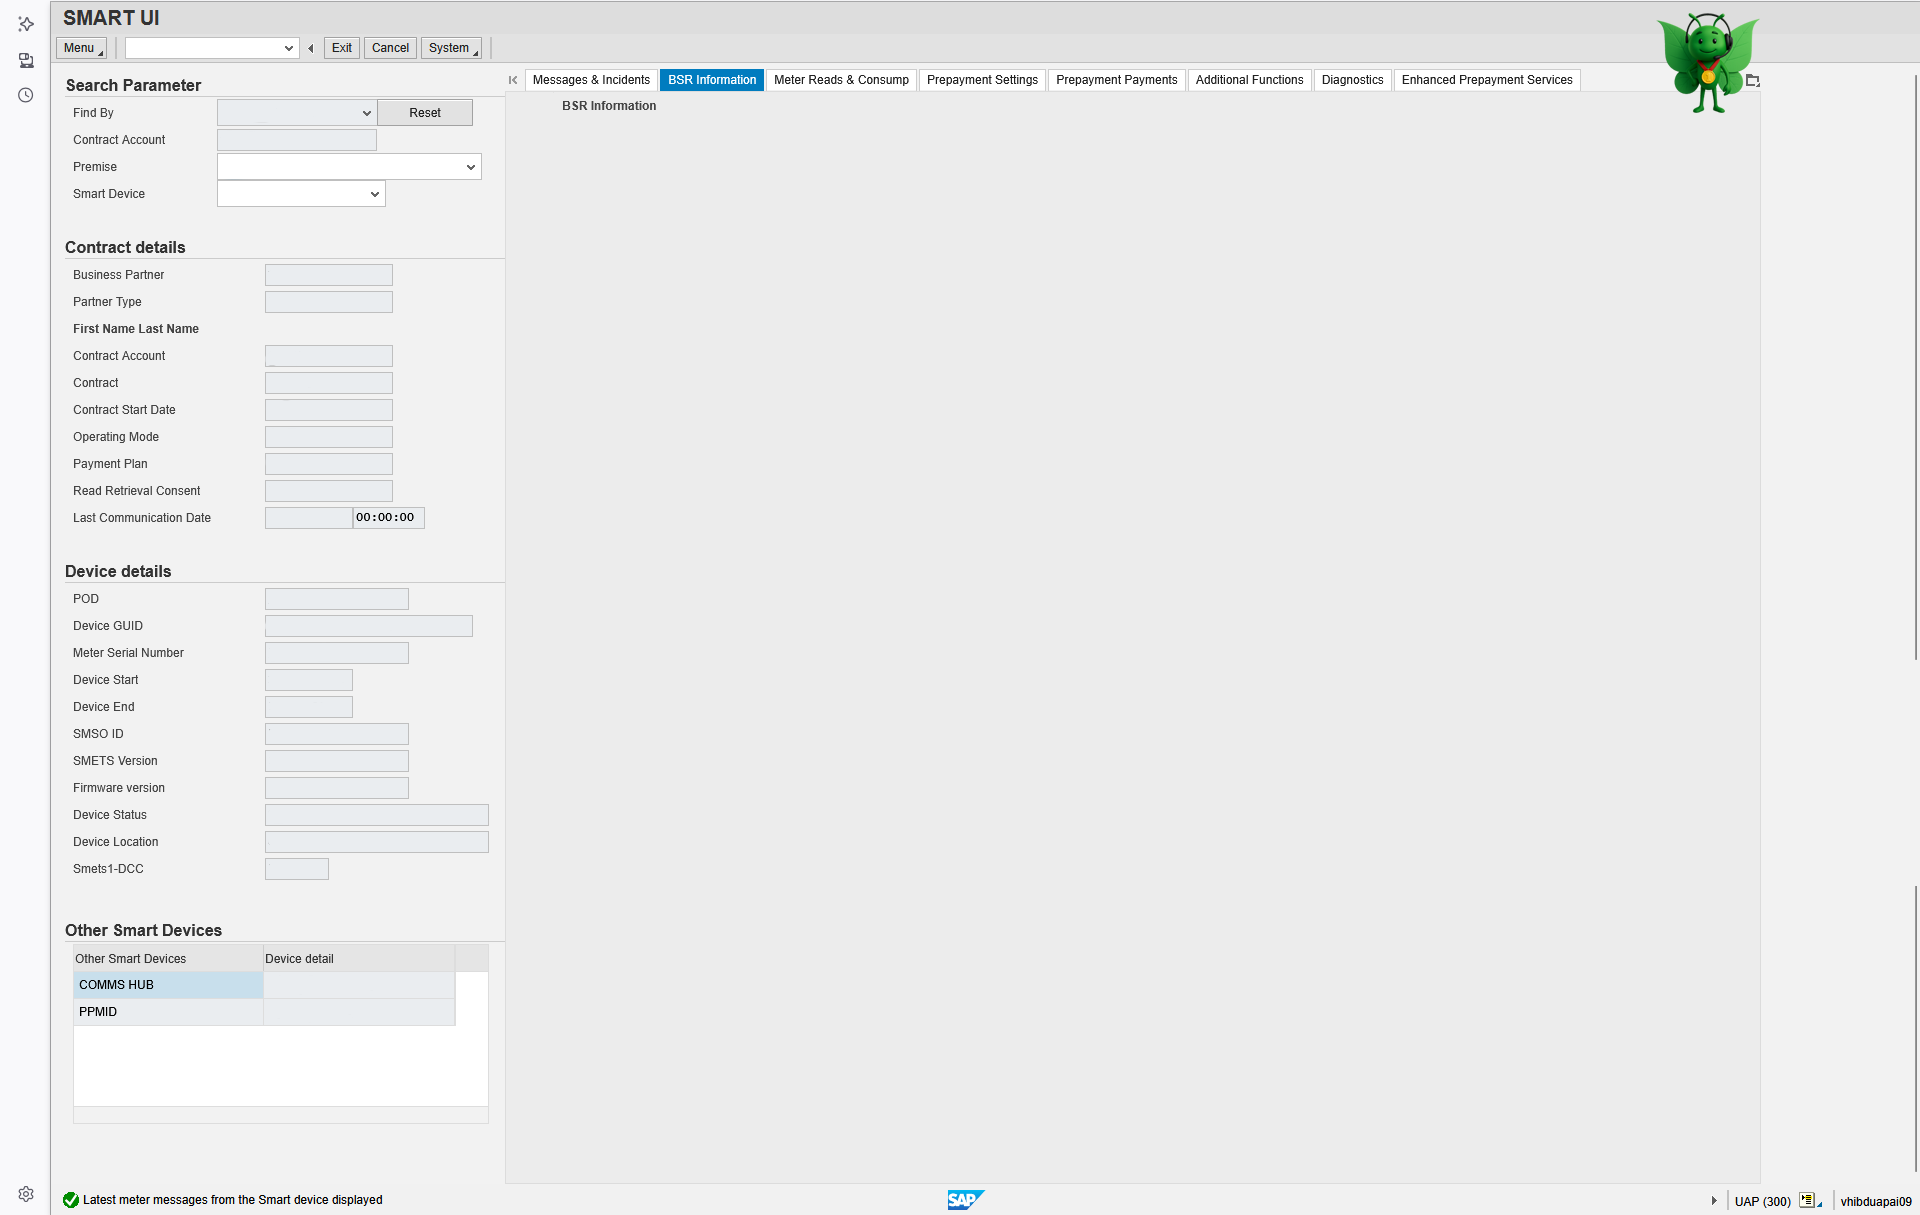 SMART UI
Menu
Exit
Cancel
System
Search Parameter
Find By
Reset
Contract Account
Premise
Smart Device
Contract details
Business Partner
Partner Type
First Name Last Name
Contract Account
Contract
Contract Start Date
Operating Mode
Payment Plan
Read Retrieval Consent
Last Communication Date 00:00:00
Device details
POD
Device GUID
Meter Serial Number
Device Start
Device End
SMSO ID
SMETS Version
Firmware version
Device Status
Device Location
Smets1-DCC
Other Smart Devices
Other Smart Devices Device detail
COMMS HUB
PPMID
Messages & Incidents BSR Information Meter Reads & Consump Prepayment Settings Prepayment Payments Additional Functions Diagnostics Enhanced Prepayment Services
BSR Information
Latest meter messages from the Smart device displayed
SAP
UAP (300)
vhibduapai09